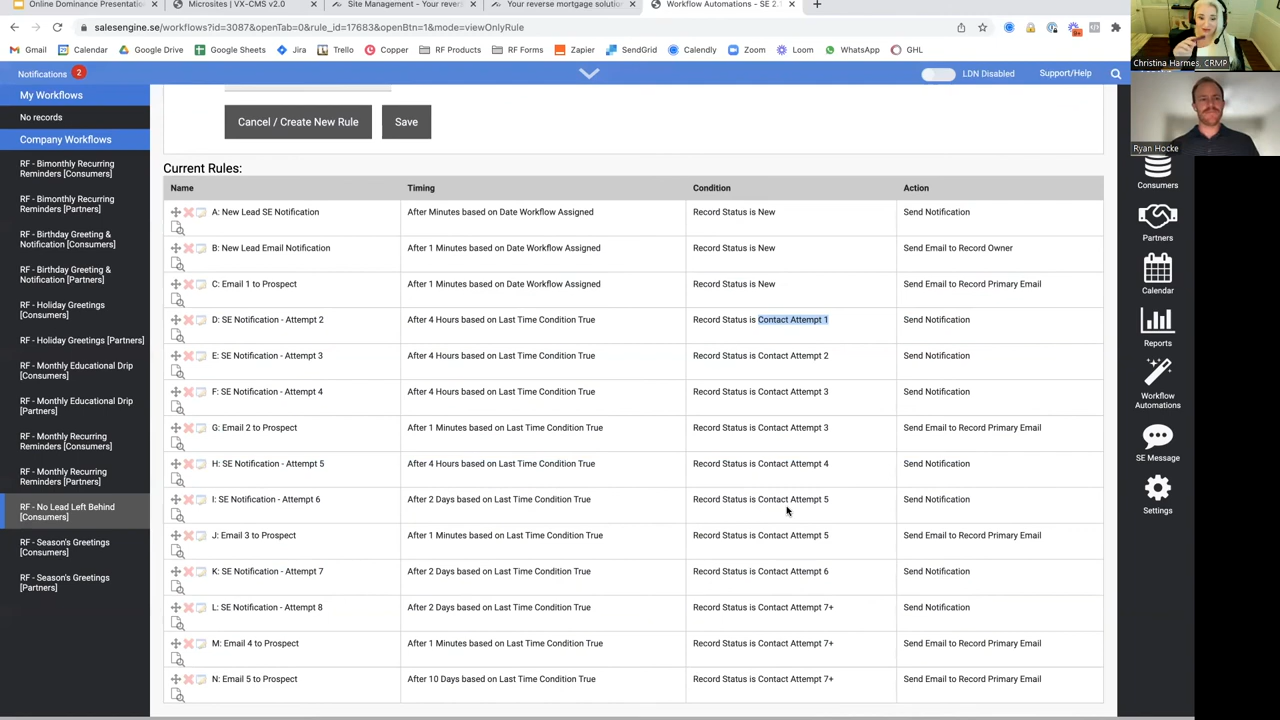 Online Dominance Presentatio
Microsites | VX-CMS v2.0
Site Management - Your revers
Your reverse mortgage solution
Workflow Automations - SE 2.1
salesengine.se/workflows?id=3087&openTab=0&rule_id=17683&openBtn=1&mode=viewOnlyRule
Gmail
Calendar
Google Drive
Google Sheets
Jira
Trello
Copper
RF Products
RF Forms
Zapier
SendGrid
Calendly
Zoom
Loom
WhatsApp
GHL
Christina Harmes, CRMP
Ryan Hocke
Notifications 2
LDN Disabled
Support/Help
My Workflows
No records
Company Workflows
RF - Bimonthly Recurring
Reminders [Consumers]
RF - Bimonthly Recurring
Reminders [Partners]
RF - Birthday Greeting &
Notification [Consumers]
RF - Birthday Greeting &
Notification [Partners]
RF - Holiday Greetings
[Consumers]
RF - Holiday Greetings [Partners]
RF - Monthly Educational Drip
[Consumers]
RF - Monthly Educational Drip
[Partners]
RF - Monthly Recurring
Reminders [Consumers]
RF - Monthly Recurring
Reminders [Partners]
RF - No Lead Left Behind
[Consumers]
RF - Season's Greetings
[Consumers]
RF - Season's Greetings
[Partners]
Cancel / Create New Rule
Save
Current Rules:
Name Timing Condition Action
A: New Lead SE Notification After Minutes based on Date Workflow Assigned Record Status is New Send Notification
B: New Lead Email Notification After 1 Minutes based on Date Workflow Assigned Record Status is New Send Email to Record Owner
C: Email 1 to Prospect After 1 Minutes based on Date Workflow Assigned Record Status is New Send Email to Record Primary Email
D: SE Notification - Attempt 2 After 4 Hours based on Last Time Condition True Record Status is Contact Attempt 1 Send Notification
E: SE Notification - Attempt 3 After 4 Hours based on Last Time Condition True Record Status is Contact Attempt 2 Send Notification
F: SE Notification - Attempt 4 After 4 Hours based on Last Time Condition True Record Status is Contact Attempt 3 Send Notification
G: Email 2 to Prospect After 1 Minutes based on Last Time Condition True Record Status is Contact Attempt 3 Send Email to Record Primary Email
H: SE Notification - Attempt 5 After 4 Hours based on Last Time Condition True Record Status is Contact Attempt 4 Send Notification
I: SE Notification - Attempt 6 After 2 Days based on Last Time Condition True Record Status is Contact Attempt 5 Send Notification
J: Email 3 to Prospect After 1 Minutes based on Last Time Condition True Record Status is Contact Attempt 5 Send Email to Record Primary Email
K: SE Notification - Attempt 7 After 2 Days based on Last Time Condition True Record Status is Contact Attempt 6 Send Notification
L: SE Notification - Attempt 8 After 2 Days based on Last Time Condition True Record Status is Contact Attempt 7+ Send Notification
M: Email 4 to Prospect After 1 Minutes based on Last Time Condition True Record Status is Contact Attempt 7+ Send Email to Record Primary Email
N: Email 5 to Prospect After 10 Days based on Last Time Condition True Record Status is Contact Attempt 7+ Send Email to Record Primary Email
Consumers
Partners
Calendar
Reports
Workflow
Automations
SE Message
Settings